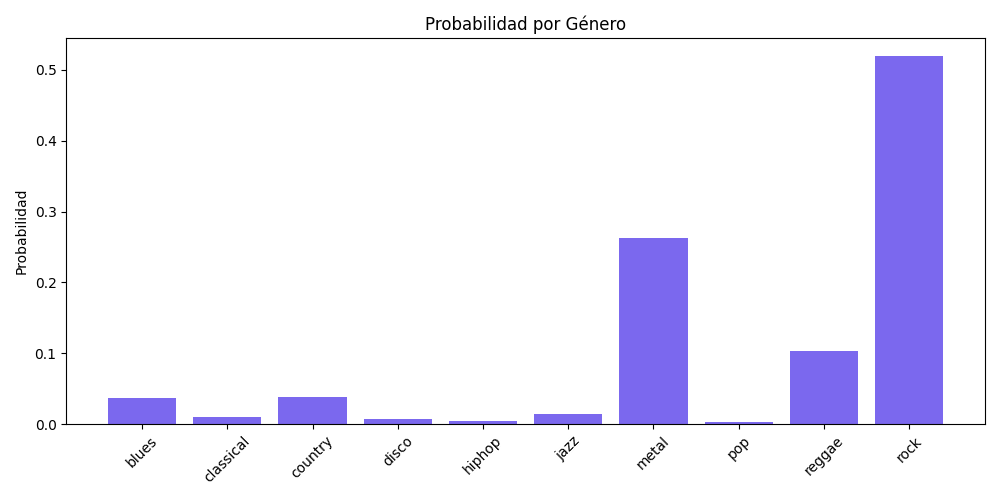 Probabilidad por Género
Probabilidad
0.5
0.4
0.3
0.2
0.1
0.0
blues
classical
country
disco
hiphop
jazz
metal
pop
reggae
rock